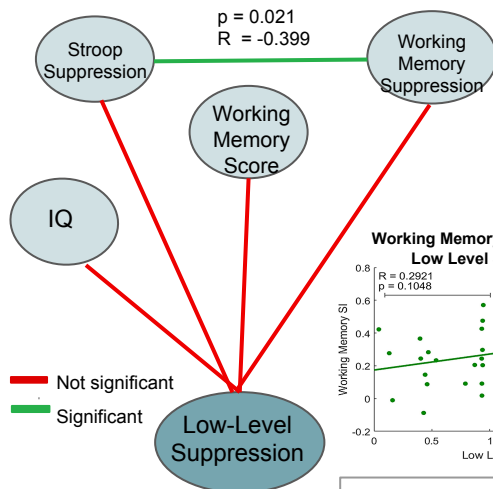 p = 0.021
R = -0.399
Stroop
Suppression
Working
Memory
Suppression
Working
Memory
Score
IQ
Working Memor
Low Level
R = 0.2921
p = 0.1048
Working Memory SI
0.8
0.6
0.4
0.2
0
-0.2
0
0.5
1
Low L
Not significant
Significant
Low-Level
Suppression